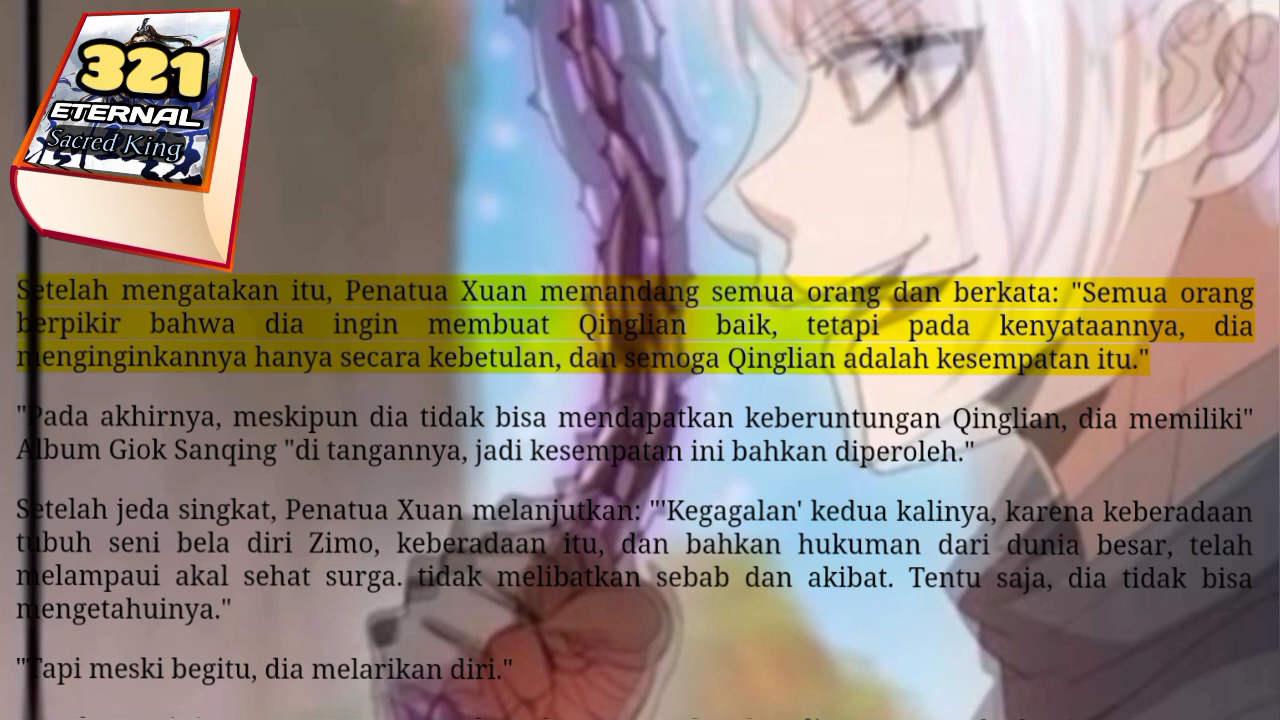 321
ETERNAL
Sacred King
Setelah mengatakan itu, Penatua Xuan memandang semua orang dan berkata: "Semua orang
berpikir bahwa dia ingin membuat Qinglian baik, tetapi pada kenyataannya, dia
menginginkannya hanya secara kebetulan, dan semoga Qinglian adalah kesempatan itu."
"Pada akhirnya, meskipun dia tidak bisa mendapatkan keberuntungan Qinglian, dia memiliki"
Album Giok Sanqing "di tangannya, jadi kesempatan ini bahkan diperoleh."
Setelah jeda singkat, Penatua Xuan melanjutkan: "'Kegagalan' kedua kalinya, karena keberadaan
tubuh seni bela diri Zimo, keberadaan itu, dan bahkan hukuman dari dunia besar, telah
melampaui akal sehat surga. tidak melibatkan sebab dan akibat. Tentu saja, dia tidak bisa
mengetahuinya."
"Tapi meski begitu, dia melarikan diri."